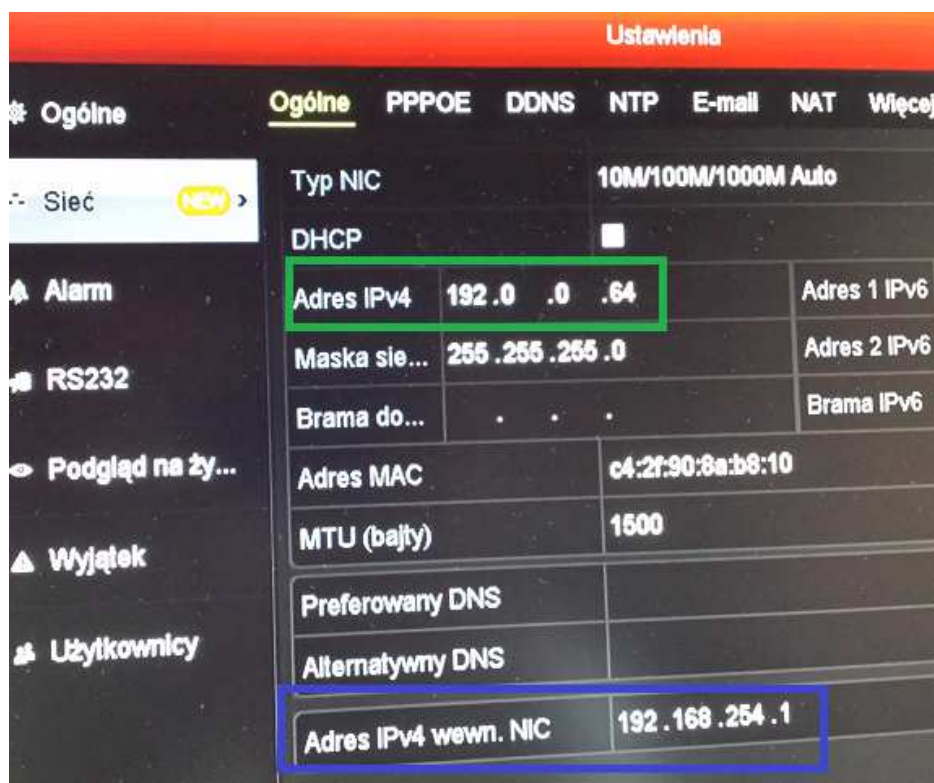 Ustawienia
Ogólne
Sieć NEW
Alarm
RS232
Podgląd na ży...
Wyjątek
Użytkownicy
Ogólne PPPOE DDNS NTP E-mail NAT Więcej
Typ NIC 10M/100M/1000M Auto
DHCP
Adres IPv4 192 .0 .0 .64 Adres 1 IPv6
Maska sie... 255 .255 .255 .0 Adres 2 IPv6
Brama do... . . . Brama IPv6
Adres MAC c4:2f:90:8a:b8:10
MTU (bajty) 1500
Preferowany DNS
Alternatywny DNS
Adres IPv4 wewn. NIC 192 .168 .254 .1